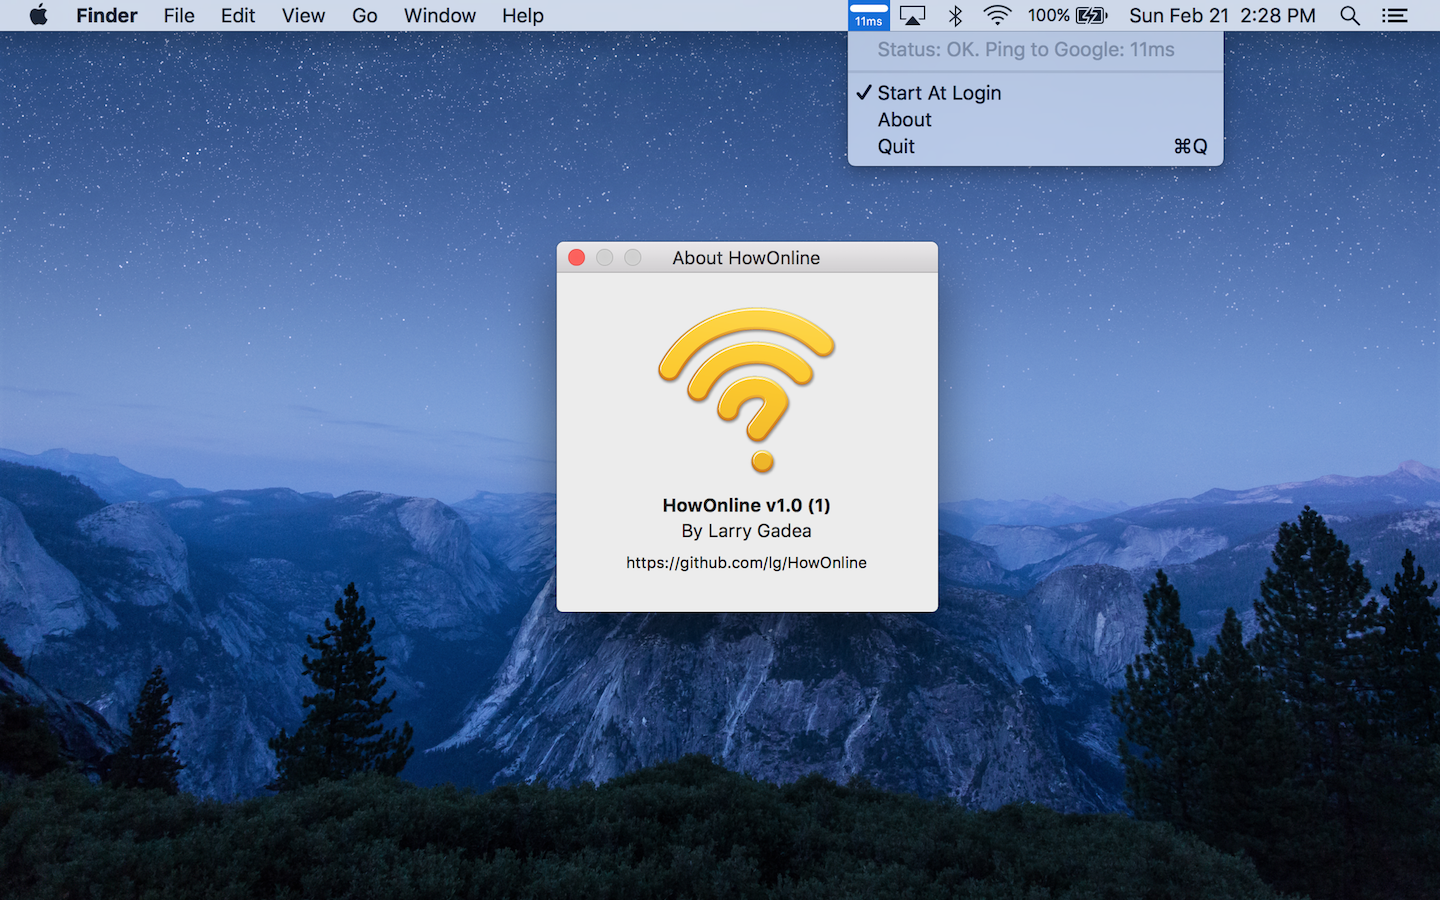 Finder File Edit View Go Window Help 11ms 100% Sun Feb 21 2:28 PM
Status: OK. Ping to Google: 11ms
✓ Start At Login
About
Quit ⌘Q
About HowOnline
HowOnline v1.0 (1)
By Larry Gadea
https://github.com/lg/HowOnline